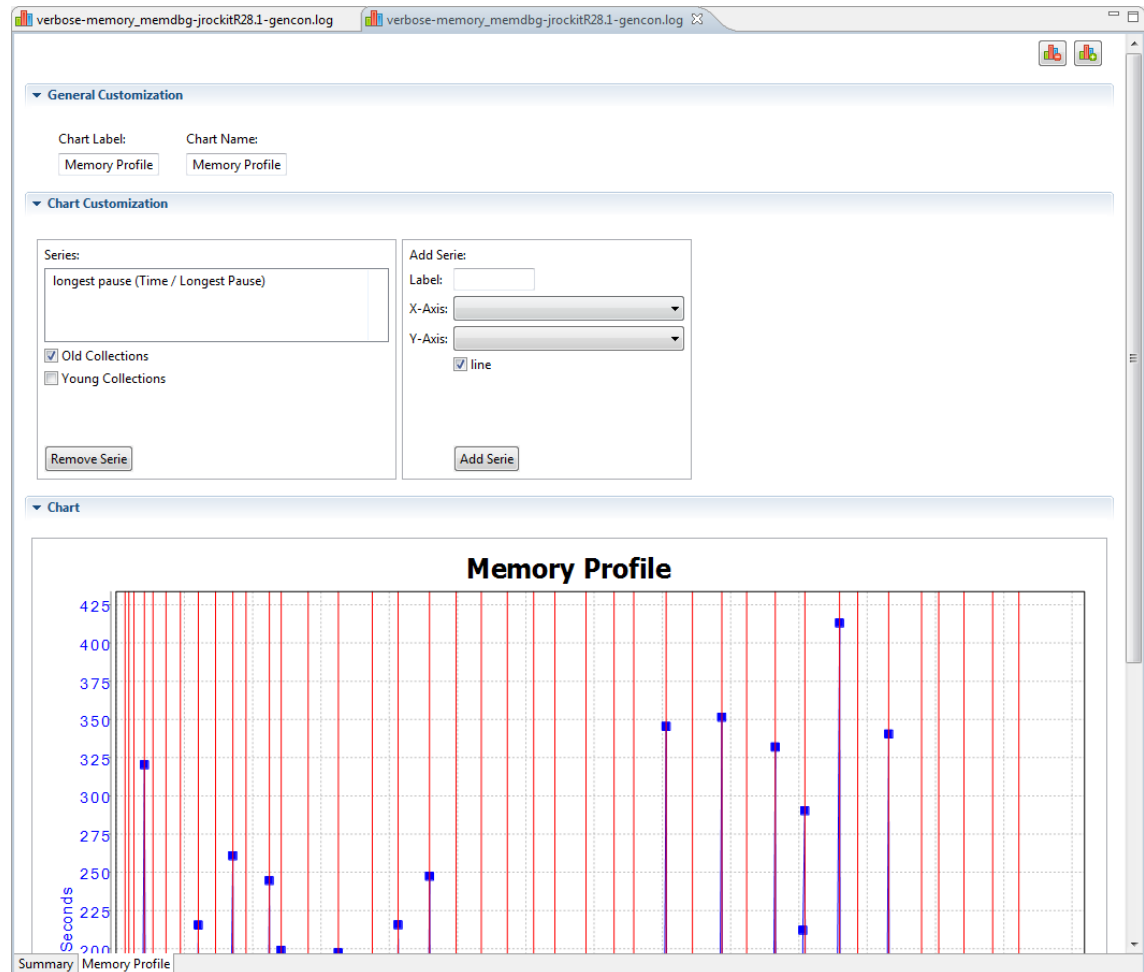 verbose-memory_memdbg-jrockitR28.1-gencon.log verbose-memory_memdbg-jrockitR28.1-gencon.log
General Customization
Chart Label: Chart Name:
Memory Profile Memory Profile
Chart Customization
Series:
longest pause (Time / Longest Pause)
Old Collections
Young Collections
Remove Serie
Add Serie:
Label:
X-Axis:
Y-Axis:
line
Add Serie
Chart
Memory Profile
425
400
375
350
325
300
275
250
225
200
Seconds
Summary Memory Profile